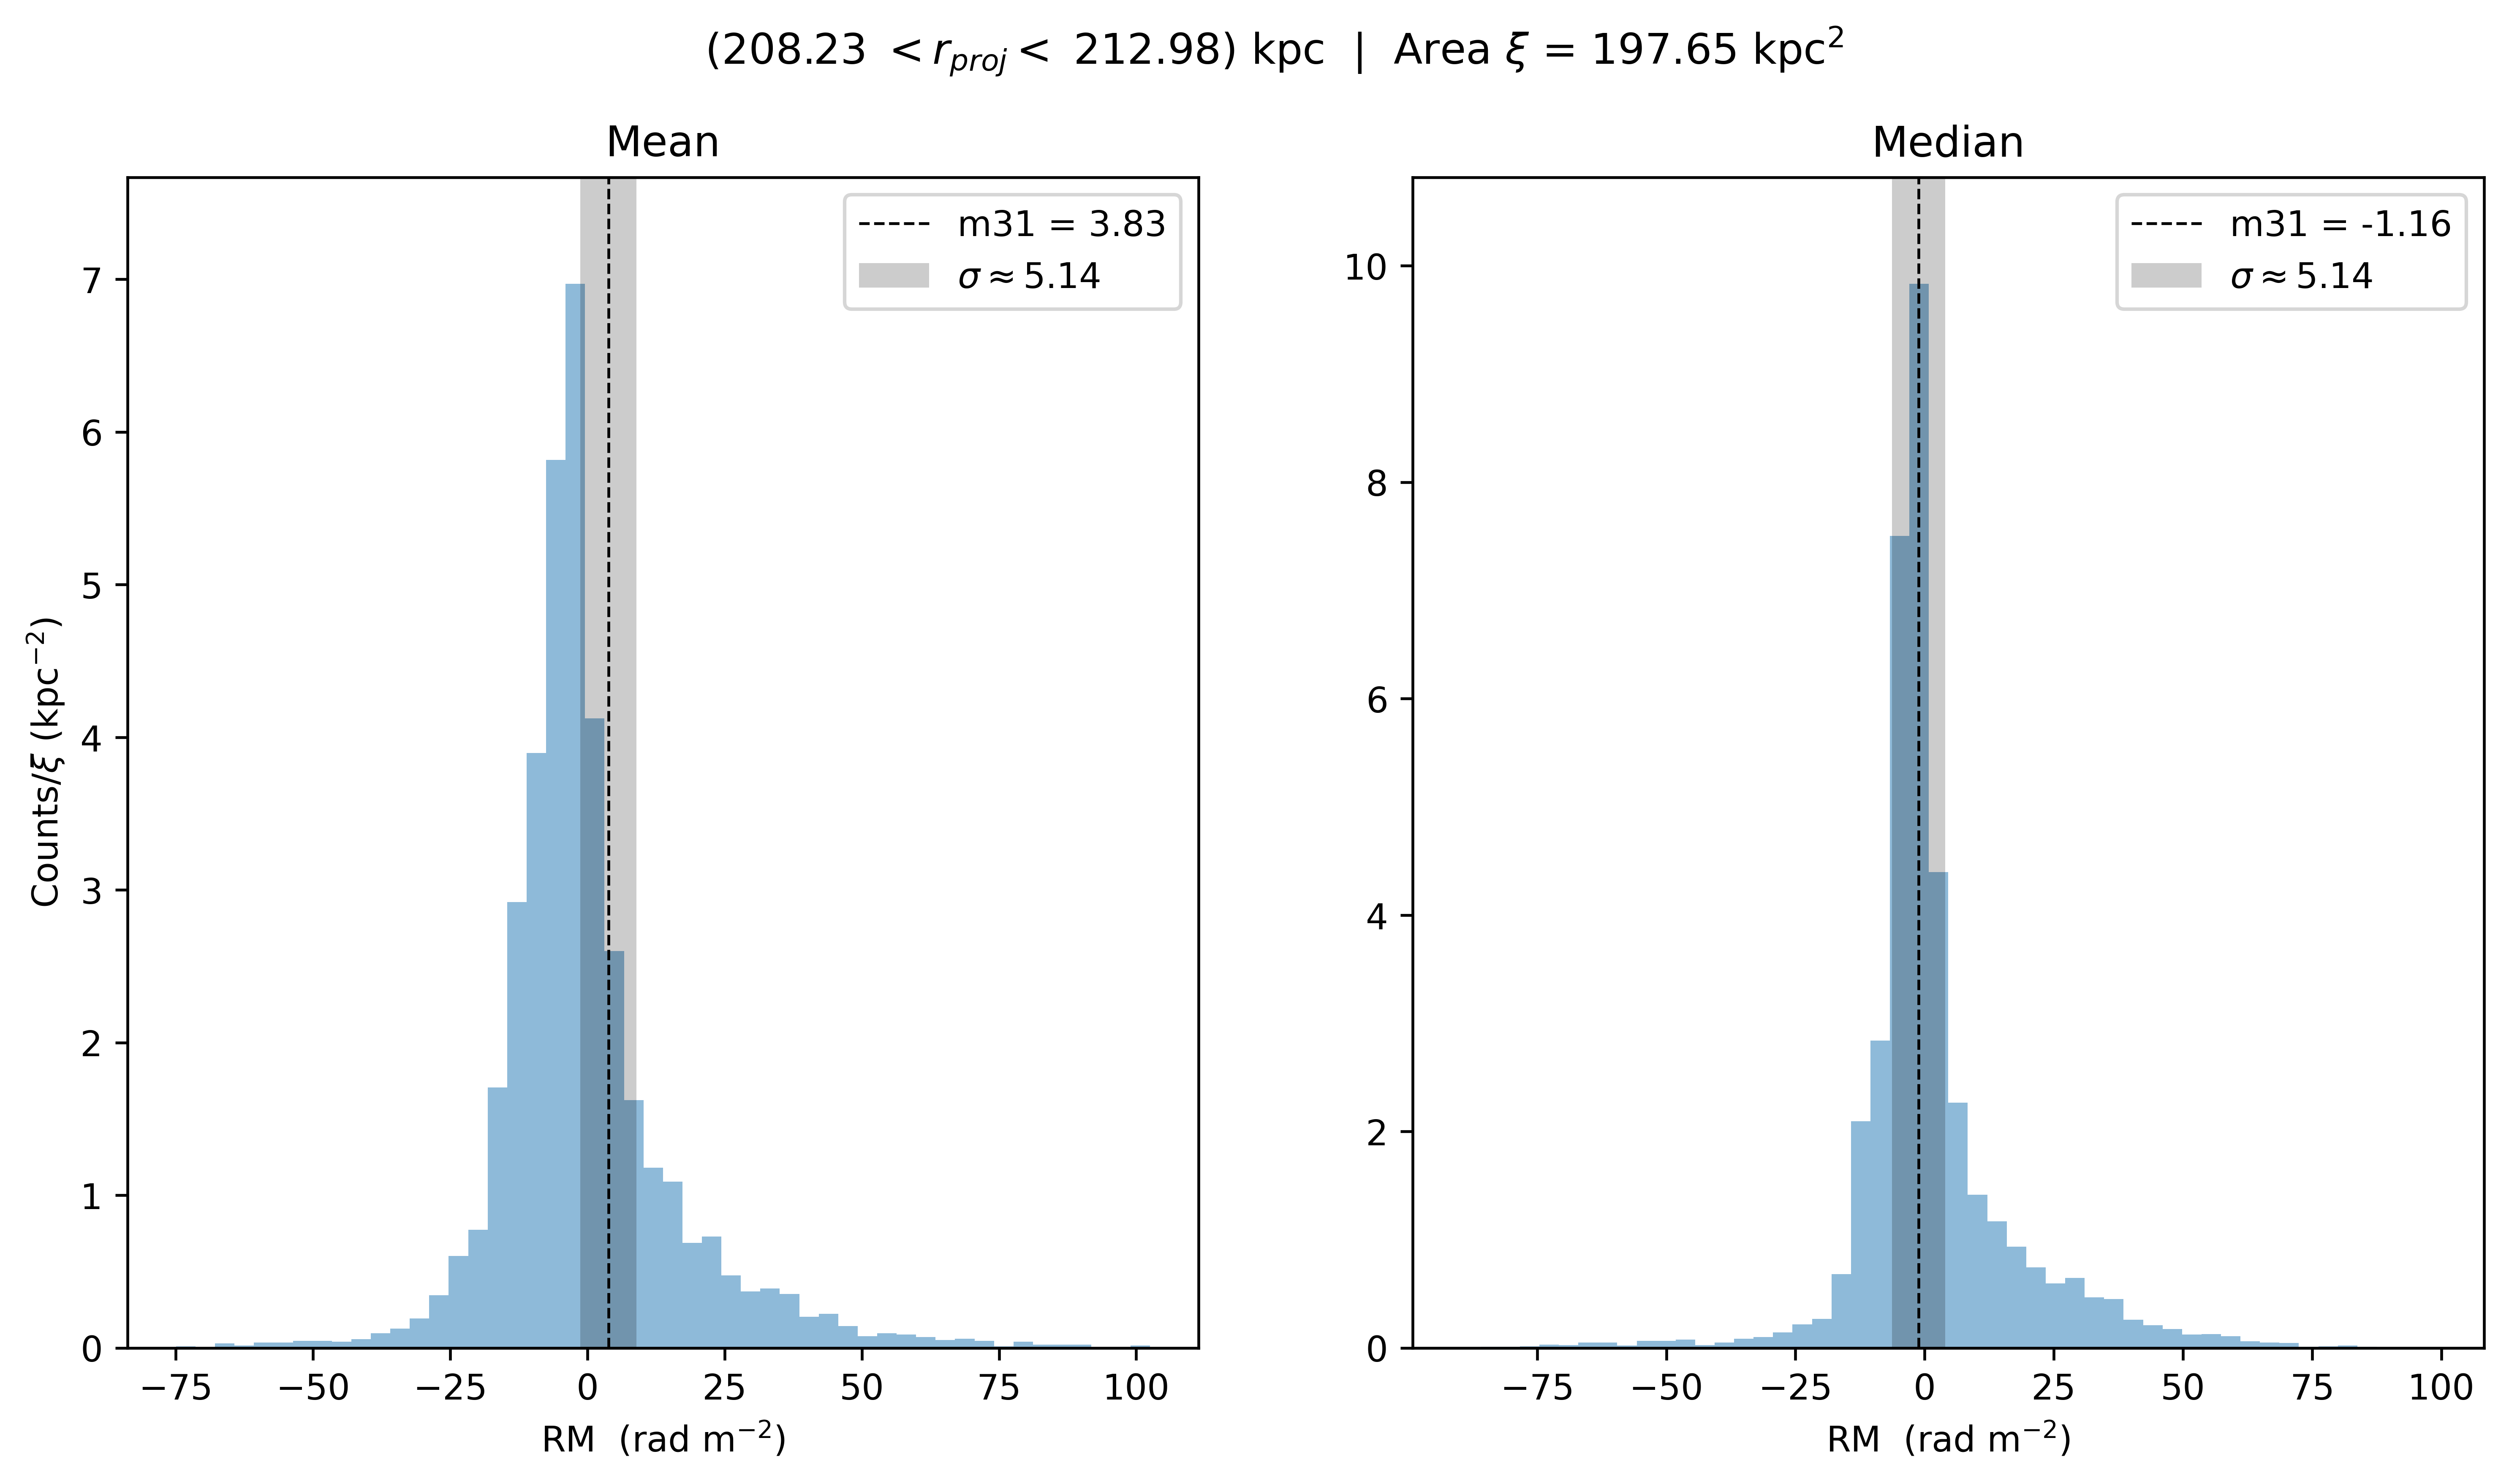 (208.23 < r_proj < 212.98) kpc | Area ξ = 197.65 kpc²
Mean
m31 = 3.83
σ ≈ 5.14
7
6
5
4
3
2
1
0
Counts/ξ (kpc⁻²)
−75 −50 −25 0 25 50 75 100
RM (rad m⁻²)
Median
m31 = -1.16
σ ≈ 5.14
10
8
6
4
2
0
−75 −50 −25 0 25 50 75 100
RM (rad m⁻²)